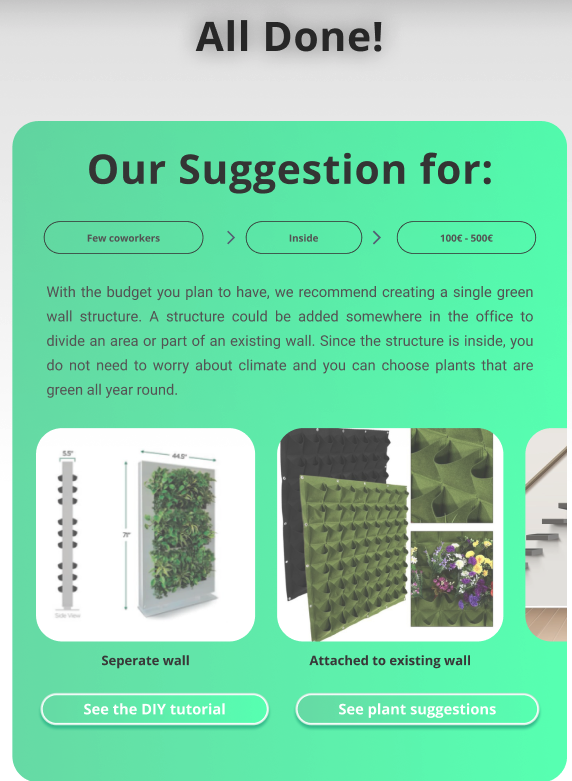 All Done!
Our Suggestion for:
Few coworkers
Inside
100€ - 500€
With the budget you plan to have, we recommend creating a single green
wall structure. A structure could be added somewhere in the office to
divide an area or part of an existing wall. Since the structure is inside, you
do not need to worry about climate and you can choose plants that are
green all year round.
5.5"
44.5"
71"
Side View
Seperate wall
Attached to existing wall
See the DIY tutorial
See plant suggestions